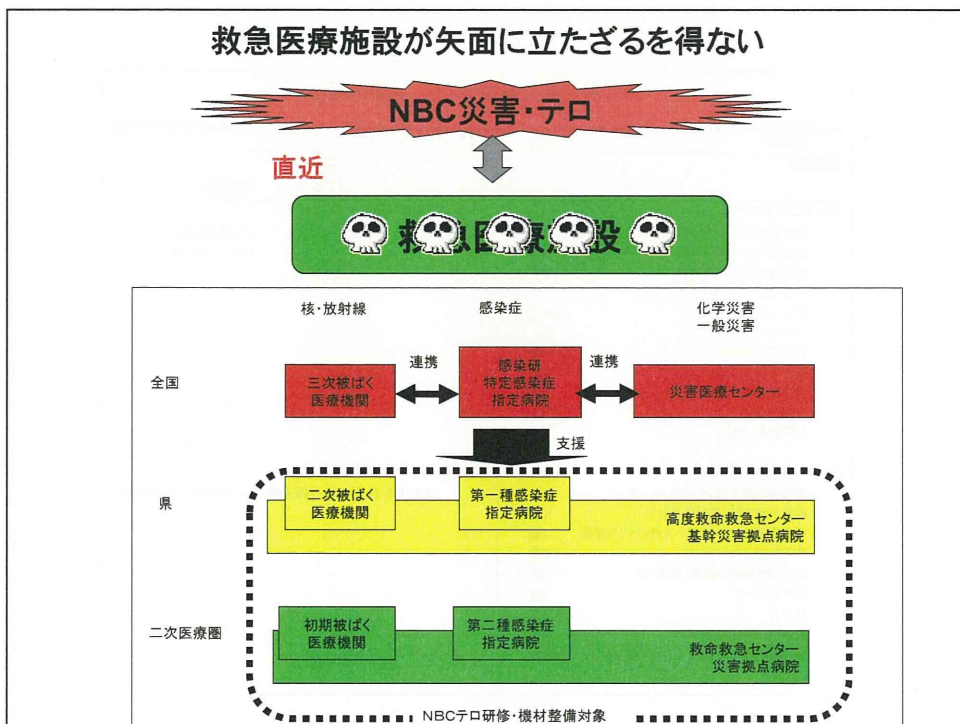 救急医療施設が矢面に立たざるを得ない
NBC災害・テロ
直近
救急医療施設
核・放射線
感染症
化学災害
一般災害
全国
三次被ばく
医療機関
連携
感染研
特定感染症
指定病院
連携
災害医療センター
支援
県
二次被ばく
医療機関
第一種感染症
指定病院
高度救命救急センター
基幹災害拠点病院
二次医療圏
初期被ばく
医療機関
第二種感染症
指定病院
救命救急センター
災害拠点病院
NBCテロ研修・機材整備対象